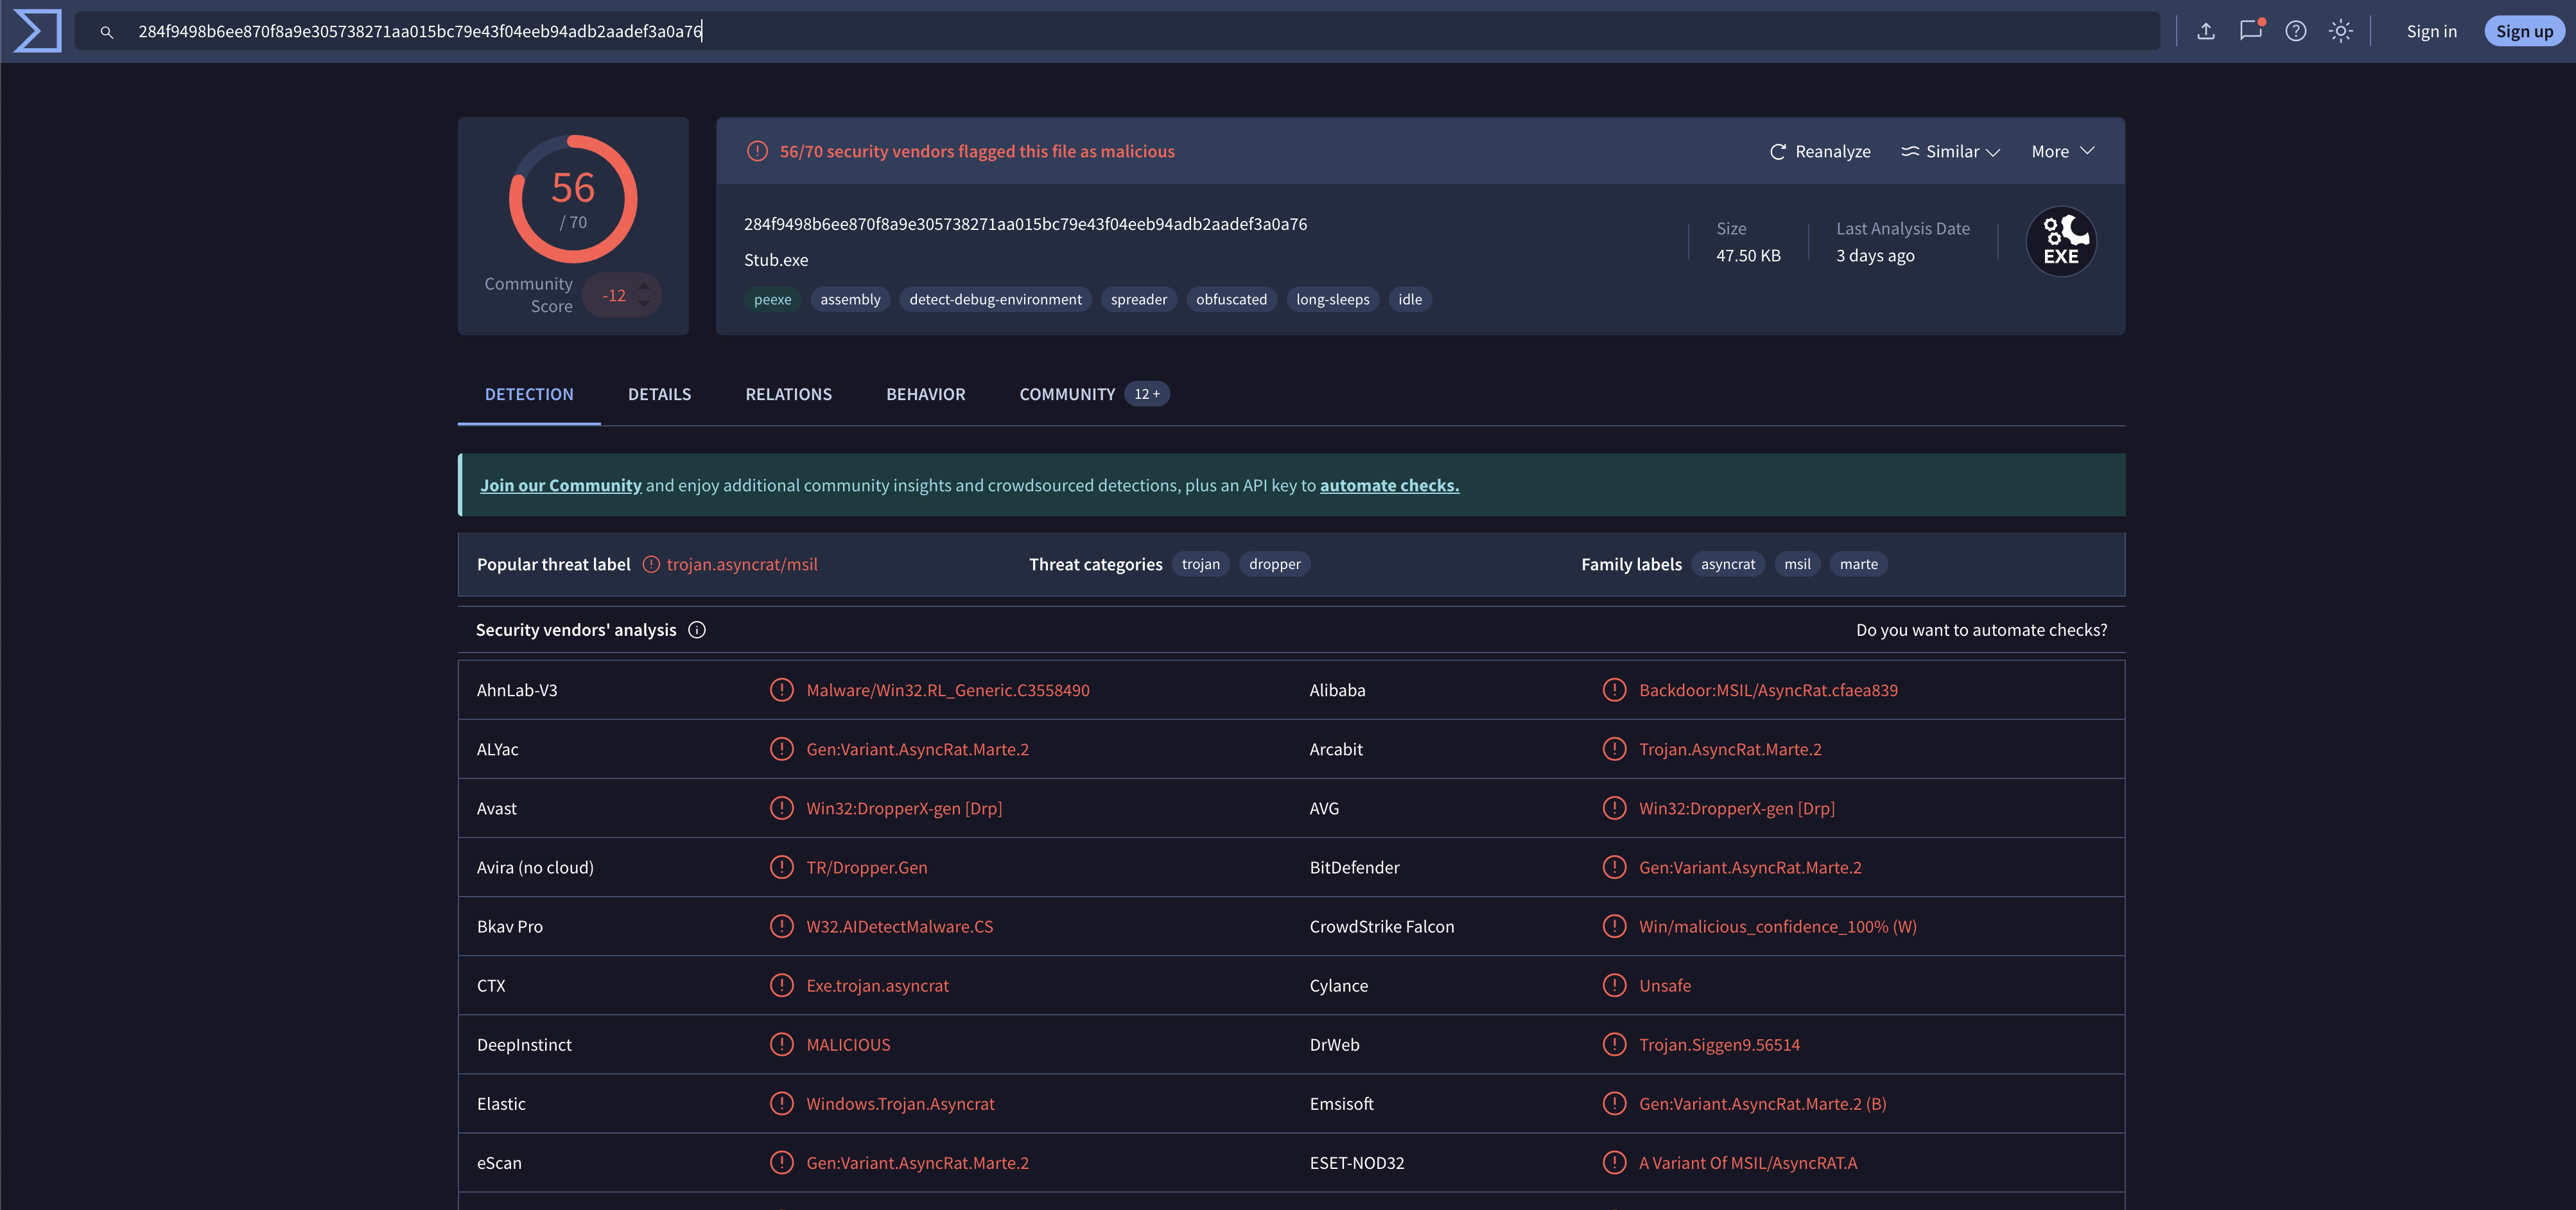 284f9498b6ee870f8a9e305738271aa015bc79e43f04eeb94adb2aadef3a0a76
Sign in
Sign up
56
/ 70
Community
Score
-12
56/70 security vendors flagged this file as malicious
Reanalyze
Similar
More
284f9498b6ee870f8a9e305738271aa015bc79e43f04eeb94adb2aadef3a0a76
Stub.exe
peexe
assembly
detect-debug-environment
spreader
obfuscated
long-sleeps
idle
Size
47.50 KB
Last Analysis Date
3 days ago
EXE
DETECTION
DETAILS
RELATIONS
BEHAVIOR
COMMUNITY
12 +
Join our Community and enjoy additional community insights and crowdsourced detections, plus an API key to automate checks.
Popular threat label
trojan.asyncrat/msil
Threat categories
trojan
dropper
Family labels
asyncrat
msil
marte
Security vendors' analysis
Do you want to automate checks?
AhnLab-V3
Malware/Win32.RL_Generic.C3558490
Alibaba
Backdoor:MSIL/AsyncRat.cfaea839
ALYac
Gen:Variant.AsyncRat.Marte.2
Arcabit
Trojan.AsyncRat.Marte.2
Avast
Win32:DropperX-gen [Drp]
AVG
Win32:DropperX-gen [Drp]
Avira (no cloud)
TR/Dropper.Gen
BitDefender
Gen:Variant.AsyncRat.Marte.2
Bkav Pro
W32.AIDetectMalware.CS
CrowdStrike Falcon
Win/malicious_confidence_100% (W)
CTX
Exe.trojan.asyncrat
Cylance
Unsafe
DeepInstinct
MALICIOUS
DrWeb
Trojan.Siggen9.56514
Elastic
Windows.Trojan.Asyncrat
Emsisoft
Gen:Variant.AsyncRat.Marte.2 (B)
eScan
Gen:Variant.AsyncRat.Marte.2
ESET-NOD32
A Variant Of MSIL/AsyncRAT.A